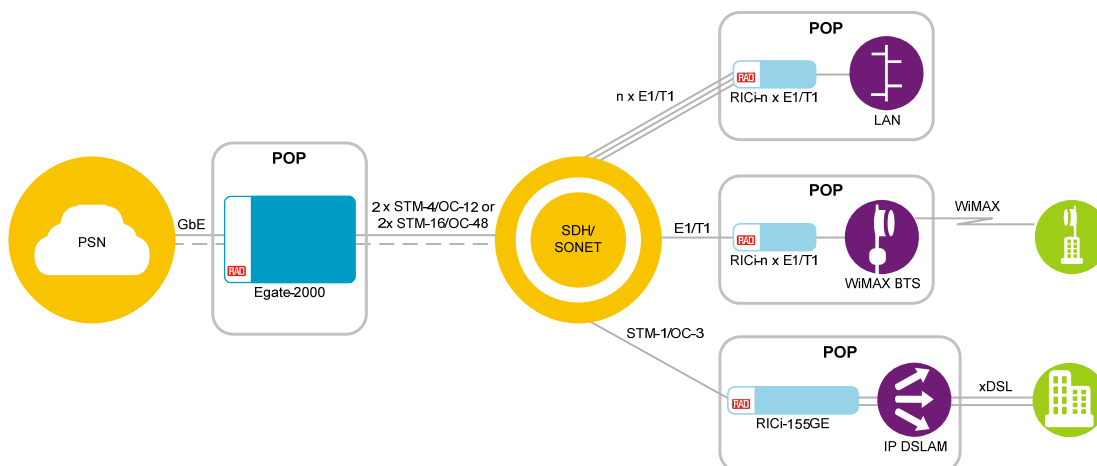 POP
RAD
n x E1/T1
RICi-n x E1/T1
LAN
POP
PSN
GbE
RAD
Egate-2000
2 x STM-4/OC-12 or
2x STM-16/OC-48
SDH/
SONET
POP
E1/T1
RAD
RICi-n x E1/T1
WiMAX BTS
WiMAX
STM-1/OC-3
POP
RAD
RICi-155GE
IP DSLAM
xDSL